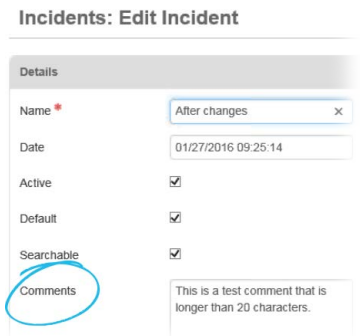 Incidents: Edit Incident
Details
Name *
After changes
Date
01/27/2016 09:25:14
Active
Default
Searchable
Comments
This is a test comment that is
longer than 20 characters.